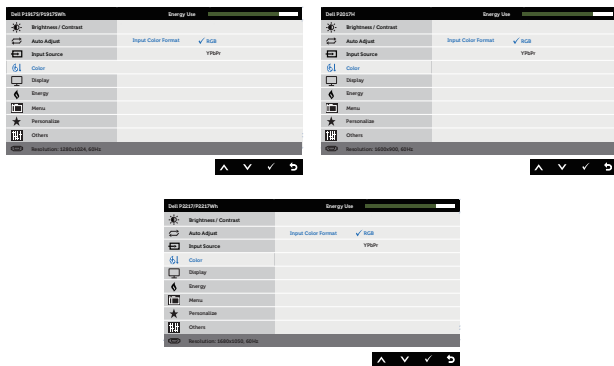 Dell P1917S/P1917SWh Energy Use
Brightness / Contrast
Auto Adjust Input Color Format ✓ RGB
Input Source YPbPr
Color
Display
Energy
Menu
Personalize
Others
Resolution: 1280x1024, 60Hz
Dell P2017H Energy Use
Brightness / Contrast
Auto Adjust Input Color Format ✓ RGB
Input Source YPbPr
Color
Display
Energy
Menu
Personalize
Others
Resolution: 1600x900, 60Hz
Dell P2217/P2217Wh Energy Use
Brightness / Contrast
Auto Adjust Input Color Format ✓ RGB
Input Source YPbPr
Color
Display
Energy
Menu
Personalize
Others
Resolution: 1680x1050, 60Hz